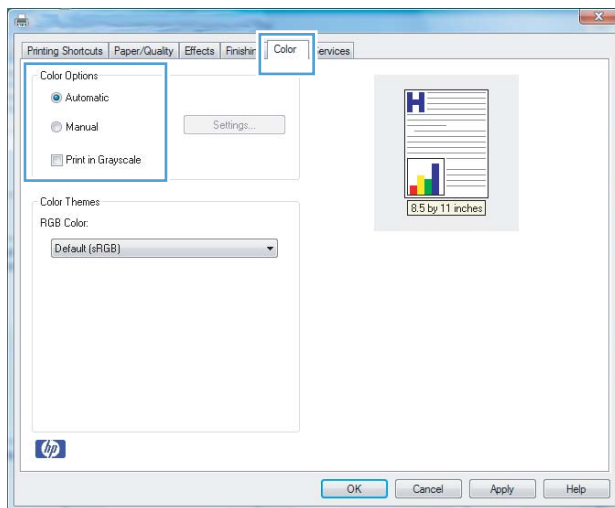 Printing Shortcuts Paper/Quality Effects Finishin Color ervices
Color Options
Automatic
Manual
Settings...
Print in Grayscale
H
8.5 by 11 inches
Color Themes
RGB Color:
Default (sRGB)
hp
OK Cancel Apply Help